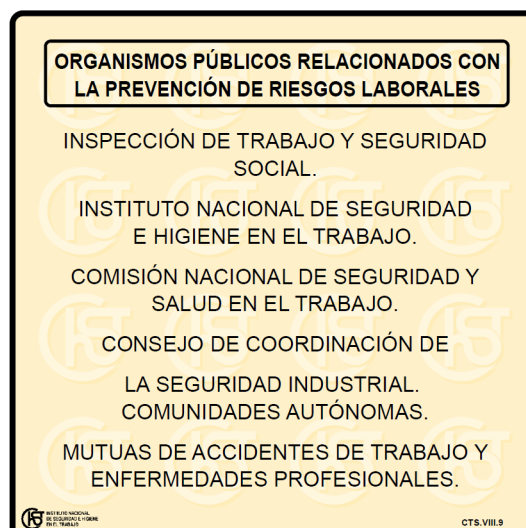 ORGANISMOS PÚBLICOS RELACIONADOS CON
LA PREVENCIÓN DE RIESGOS LABORALES
INSPECCIÓN DE TRABAJO Y SEGURIDAD
SOCIAL.
INSTITUTO NACIONAL DE SEGURIDAD
E HIGIENE EN EL TRABAJO.
COMISIÓN NACIONAL DE SEGURIDAD Y
SALUD EN EL TRABAJO.
CONSEJO DE COORDINACIÓN DE
LA SEGURIDAD INDUSTRIAL.
COMUNIDADES AUTÓNOMAS.
MUTUAS DE ACCIDENTES DE TRABAJO Y
ENFERMEDADES PROFESIONALES.
INSTITUTO NACIONAL
DE SEGURIDAD E HIGIENE
EN EL TRABAJO
CTS.VIII.9